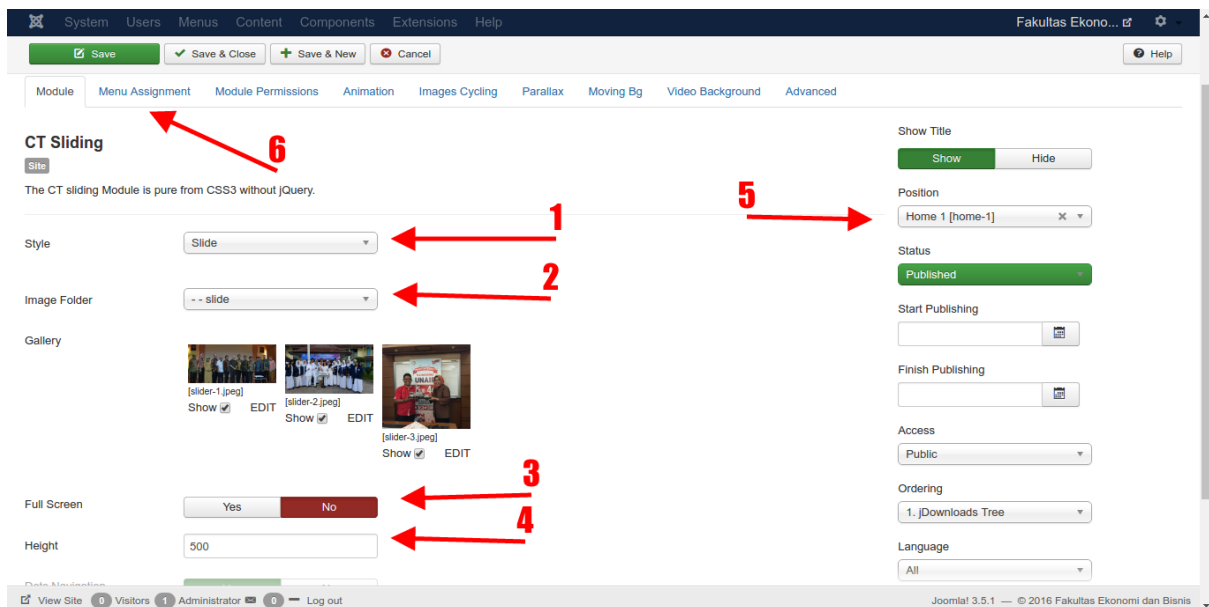 System Users Menus Content Components Extensions Help Fakultas Ekono...
Save Save & Close Save & New Cancel Help
Module Menu Assignment Module Permissions Animation Images Cycling Parallax Moving Bg Video Background Advanced
6
CT Sliding
Site
The CT sliding Module is pure from CSS3 without jQuery.
Style Slide 1
Image Folder - - slide 2
Gallery
UNAIR
[slider-1.jpeg]
Show EDIT
[slider-2.jpeg]
Show EDIT
[slider-3.jpeg]
Show EDIT
Full Screen Yes No 3
Height 500 4
Show Title
Show Hide
Position
5 Home 1 [home-1]
Status
Published
Start Publishing
Finish Publishing
Access
Public
Ordering
1. jDownloads Tree
Language
All
View Site 0 Visitors 1 Administrator 0 Log out Joomla! 3.5.1 — © 2016 Fakultas Ekonomi dan Bisnis